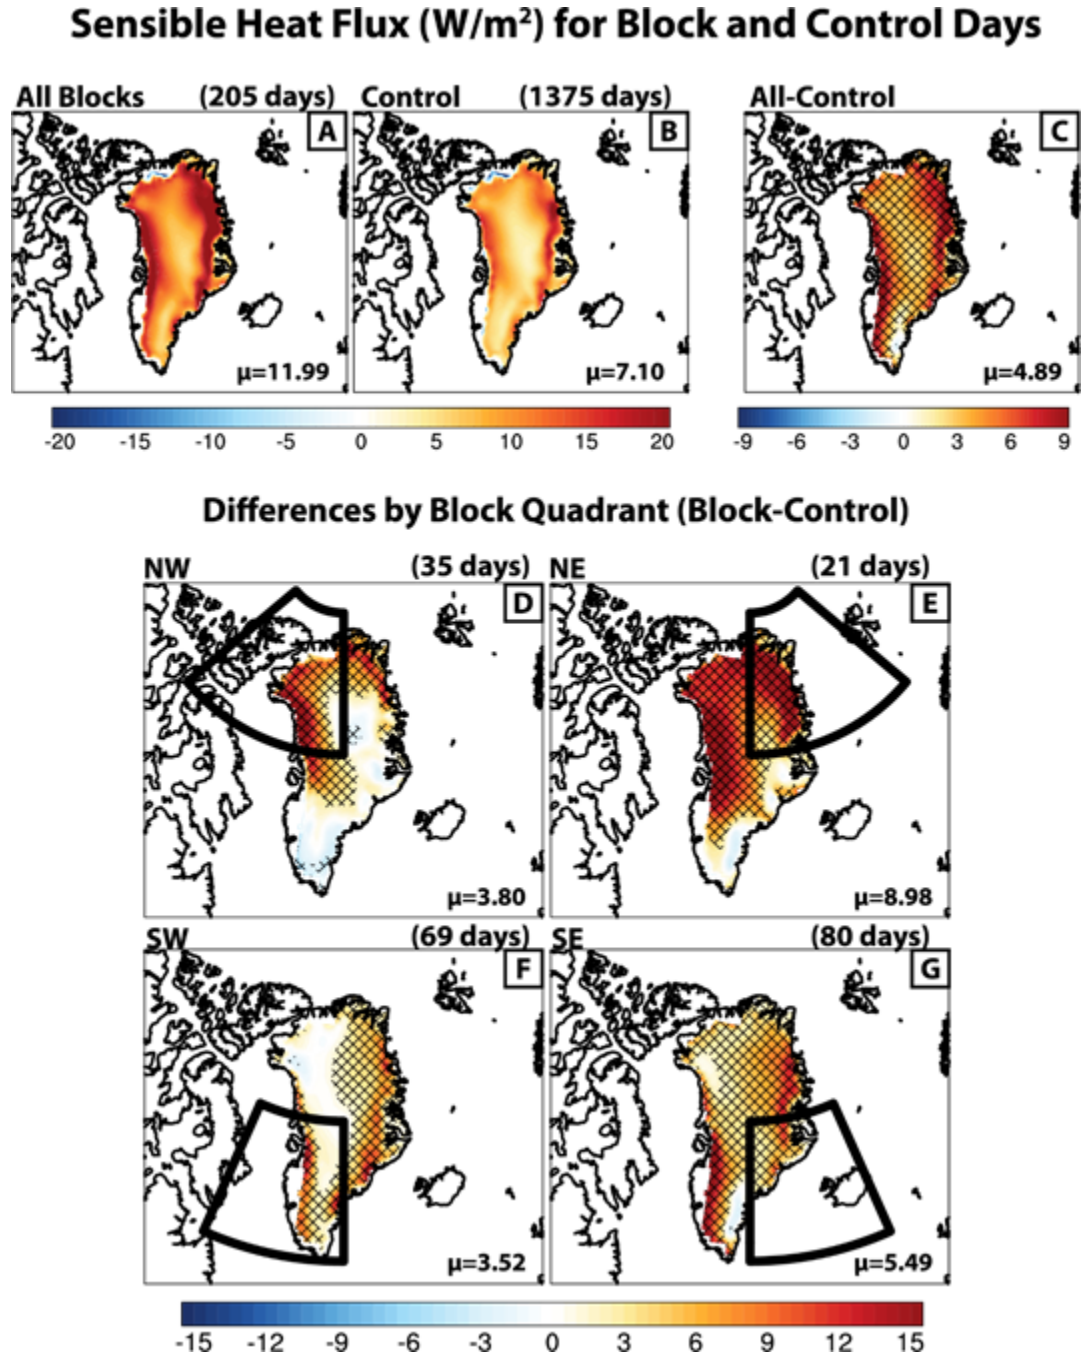 Sensible Heat Flux (W/m²) for Block and Control Days
All Blocks (205 days) Control (1375 days) All-Control
A B C
μ=11.99 μ=7.10 μ=4.89
-20 -15 -10 -5 0 5 10 15 20 -9 -6 -3 0 3 6 9
Differences by Block Quadrant (Block-Control)
NW (35 days) NE (21 days)
D E
μ=3.80 μ=8.98
SW (69 days) SE (80 days)
F G
μ=3.52 μ=5.49
-15 -12 -9 -6 -3 0 3 6 9 12 15